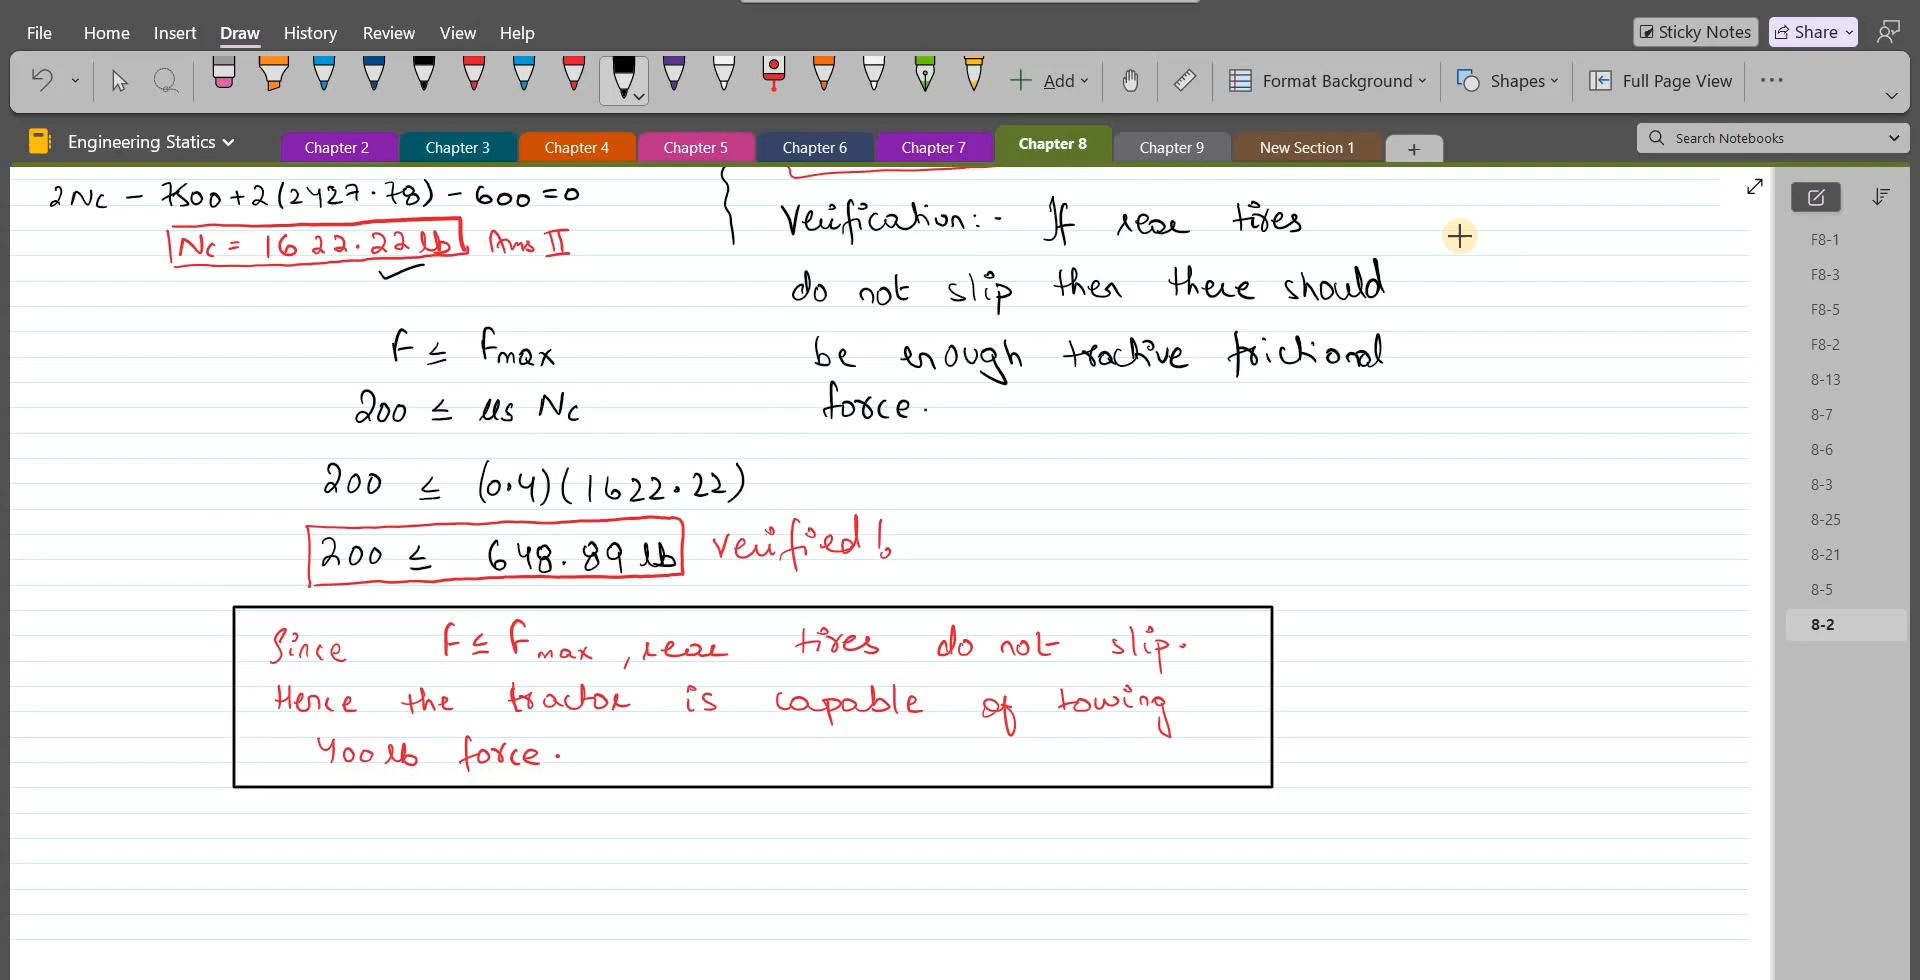 File Home Insert Draw History Review View Help
Sticky Notes Share
Add Format Background Shapes Full Page View
Engineering Statics Chapter 2 Chapter 3 Chapter 4 Chapter 5 Chapter 6 Chapter 7 Chapter 8 Chapter 9 New Section 1 +
Search Notebooks
2Nc - 7500 + 2(2427.78) - 600 = 0
Nc = 1622.22 lb Ans II
F ≤ Fmax
200 ≤ μs Nc
200 ≤ (0.4)(1622.22)
200 ≤ 648.89 lb verified!
Verification:- If rear tires
do not slip then there should
be enough tractive frictional
force.
Since F ≤ Fmax, rear tires do not slip.
Hence the tractor is capable of towing
400 lb force.
F8-1
F8-3
F8-5
F8-2
8-13
8-7
8-6
8-3
8-25
8-21
8-5
8-2